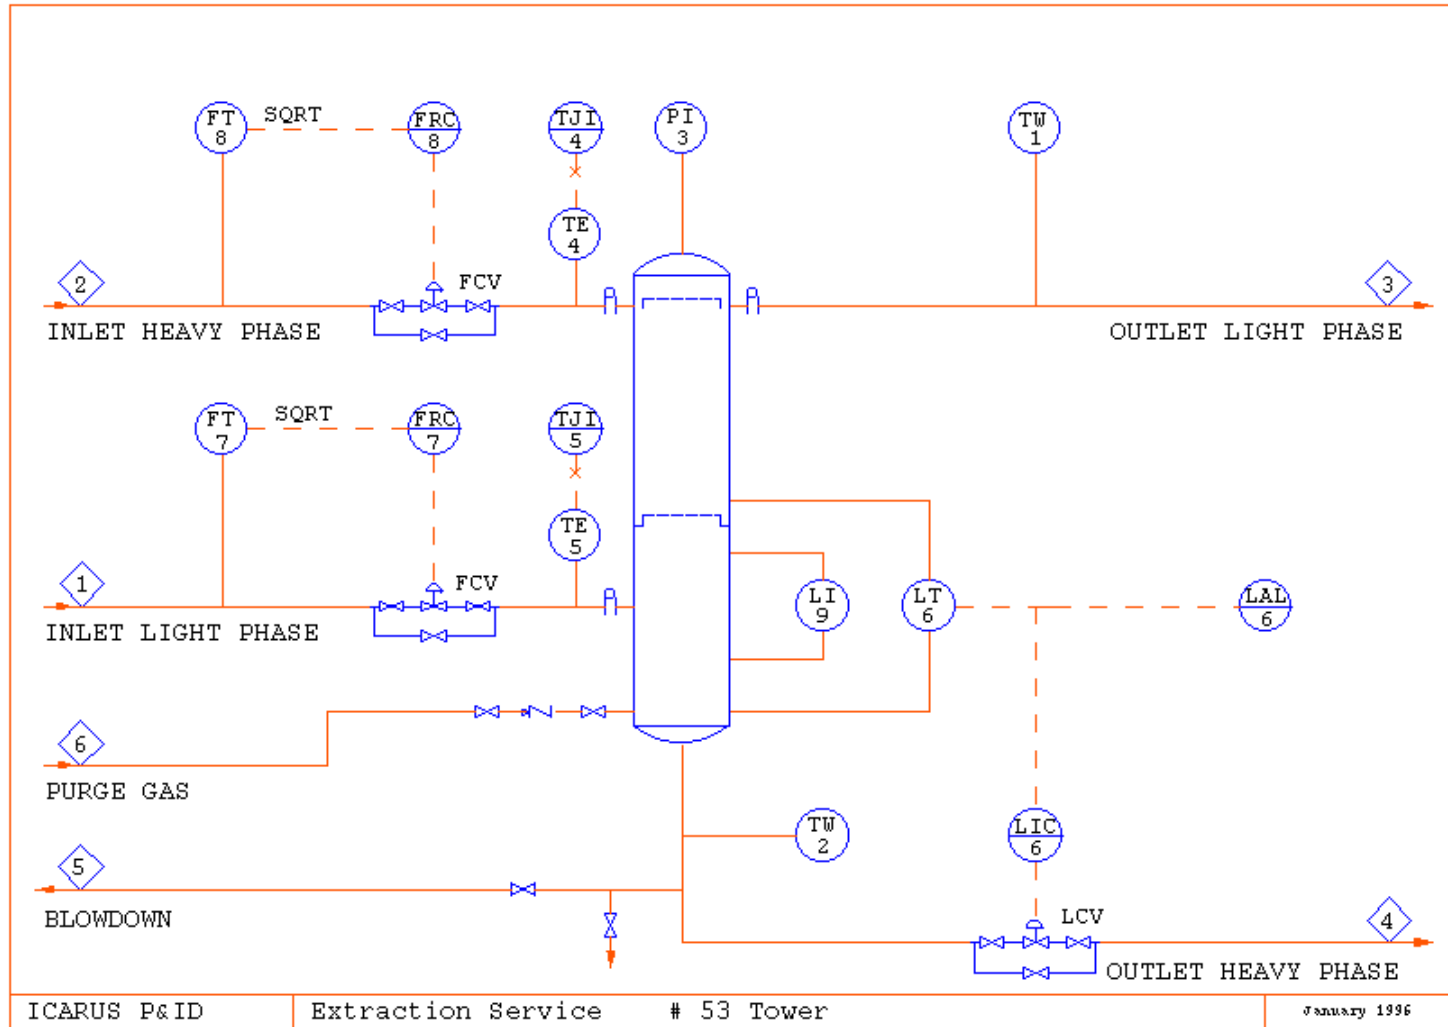 FT
8
SQRT
FRC
8
TJI
4
PI
3
TW
1
TE
4
2
FCV
3
INLET HEAVY PHASE
OUTLET LIGHT PHASE
FT
7
SQRT
FRC
7
TJI
5
TE
5
1
FCV
LI
9
LT
6
LAL
6
INLET LIGHT PHASE
6
PURGE GAS
TW
2
LIC
6
5
BLOWDOWN
LCV
4
OUTLET HEAVY PHASE
ICARUS P&ID
Extraction Service # 53 Tower
January 1996